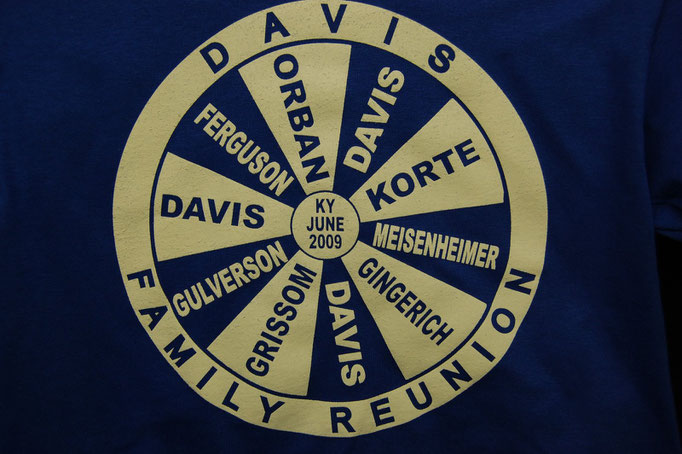 DAVIS
FAMILY REUNION
ORBAN
DAVIS
KORTE
MEISENHEIMER
GINGERICH
DAVIS
GRISSOM
GULVERSON
DAVIS
FERGUSON
KY
JUNE
2009